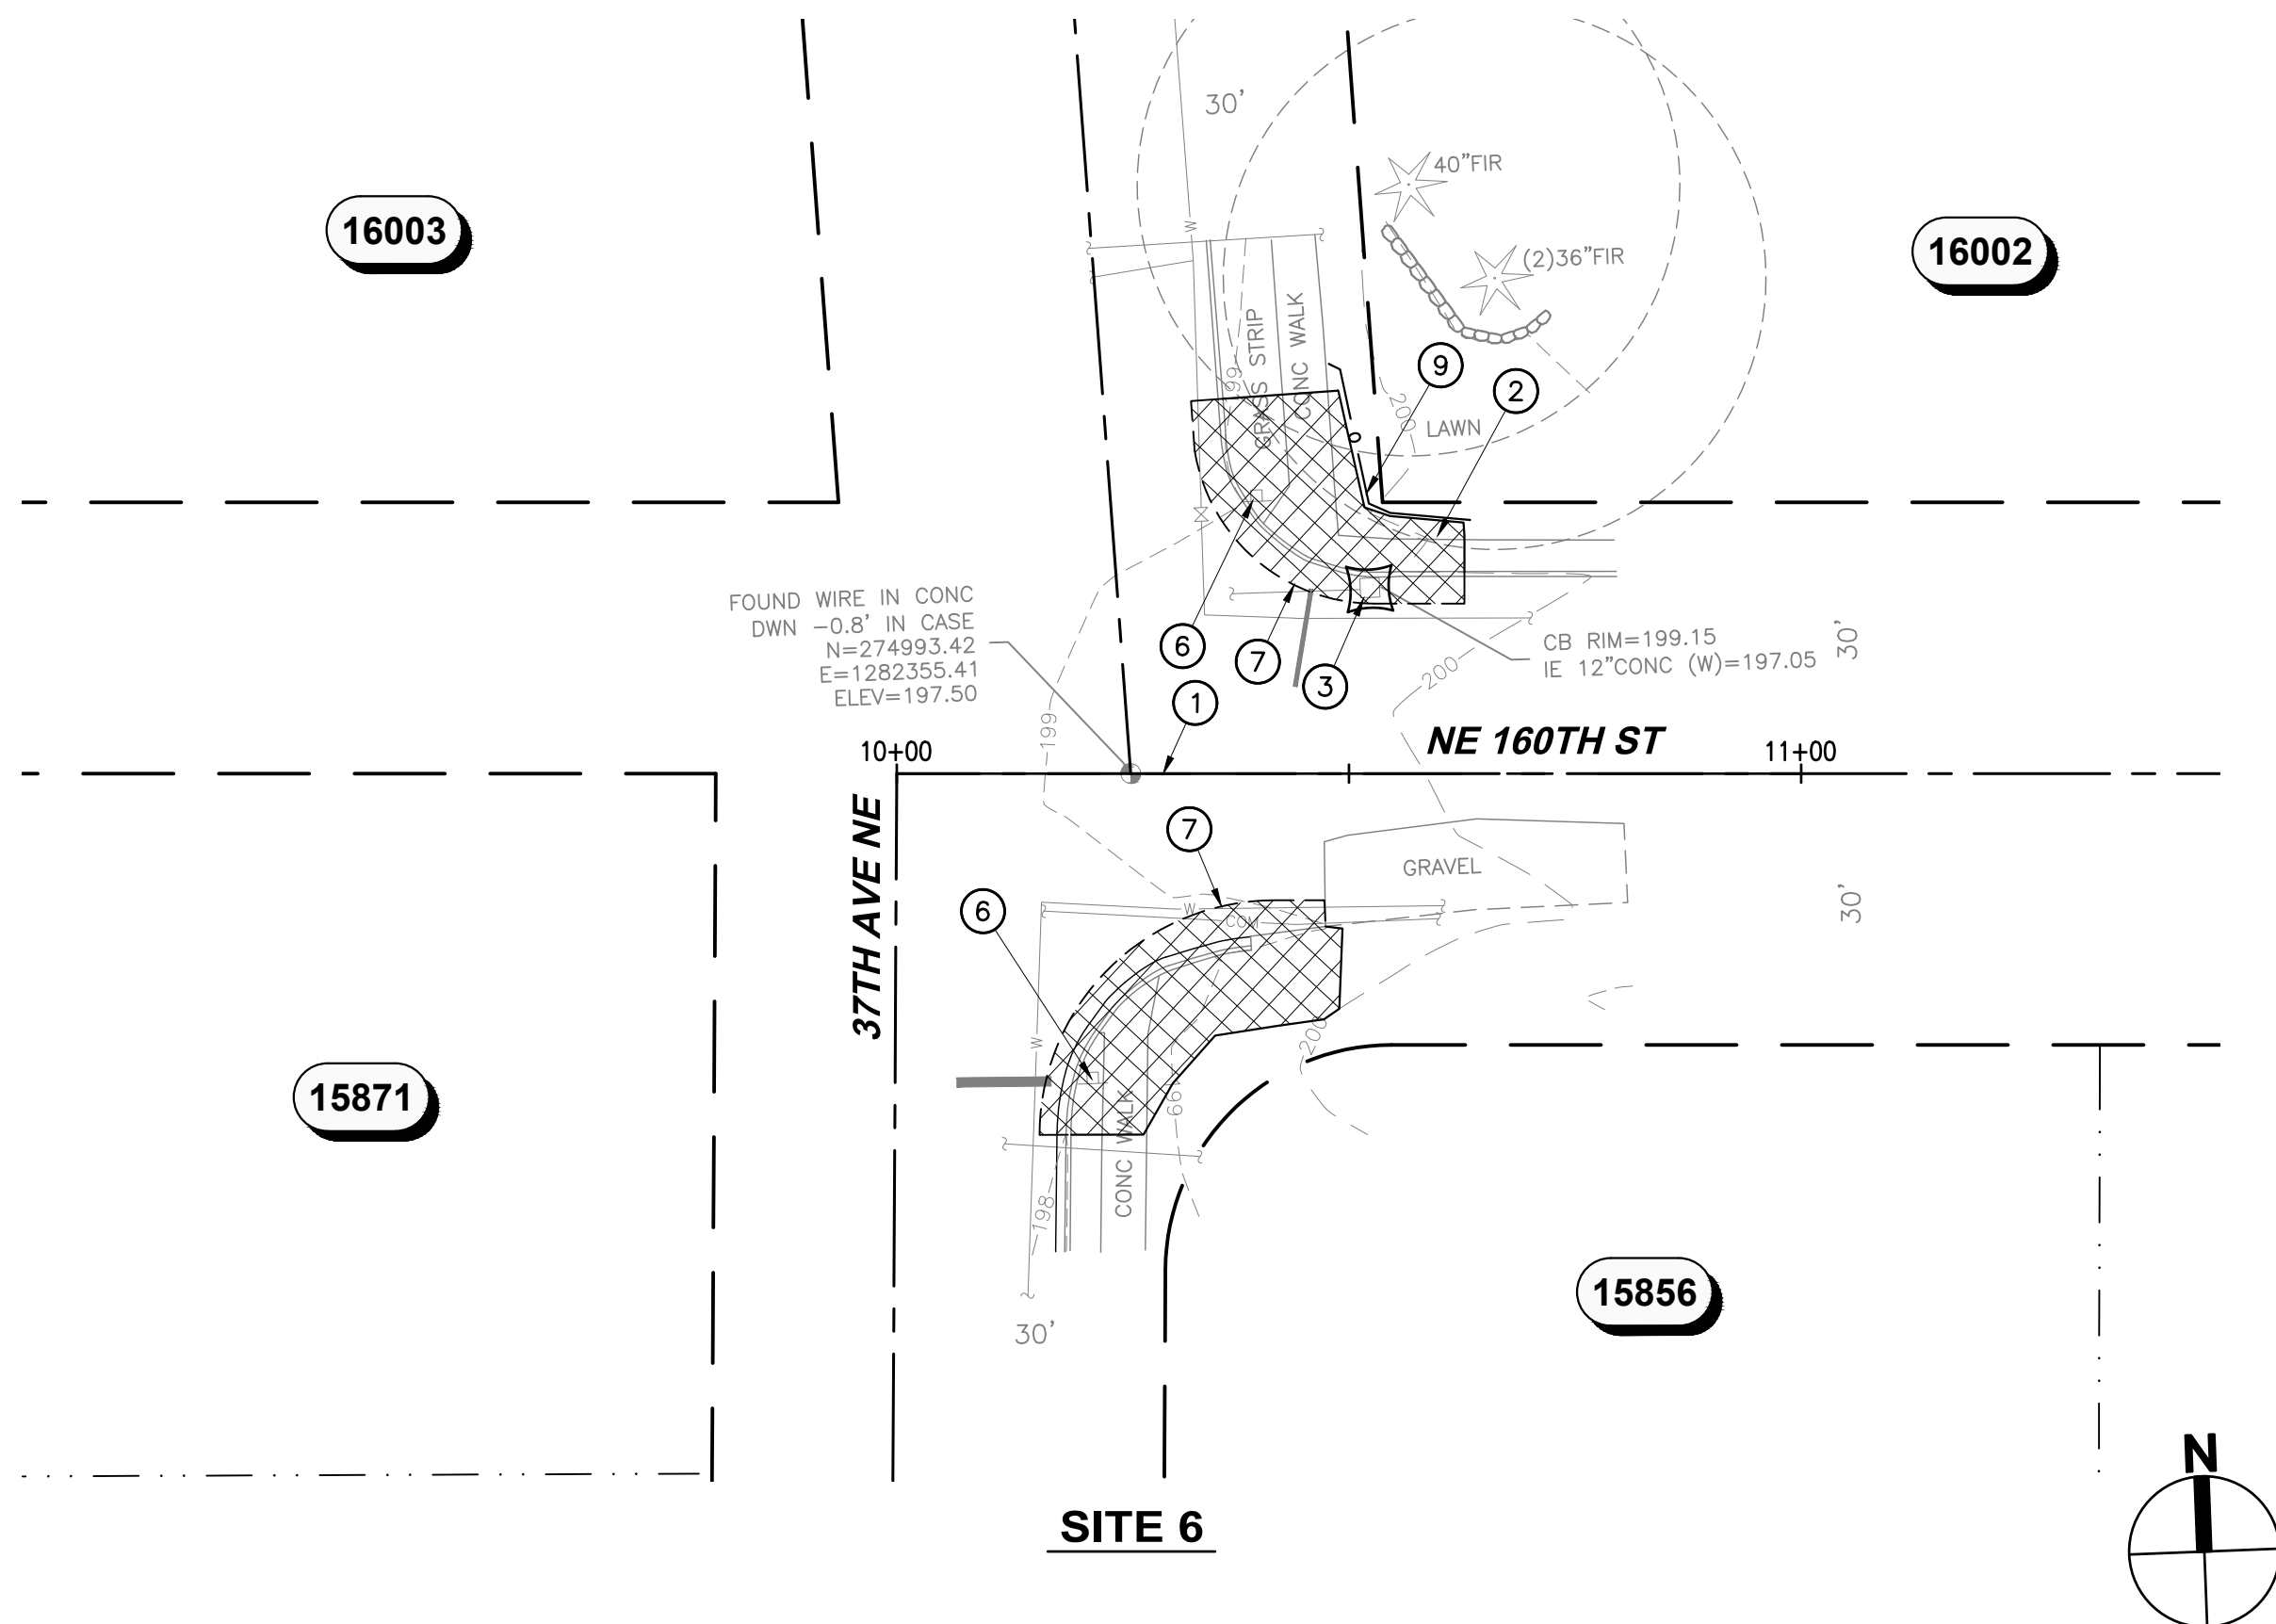 30'
40"FIR
16003
16002
(2)36"FIR
GRASS STRIP
CONC WALK
9
2
199
200
LAWN
W
FOUND WIRE IN CONC
DWN -0.8' IN CASE
N=274993.42
E=1282355.41
ELEV=197.50
6
7
3
1
CB RIM=199.15
IE 12"CONC (W)=197.05
30'
200
199
NE 160TH ST
10+00
11+00
37TH AVE NE
7
6
GRAVEL
30'
W
COM
W
200
199
15871
CONC WALK
198
15856
30'
N
SITE 6